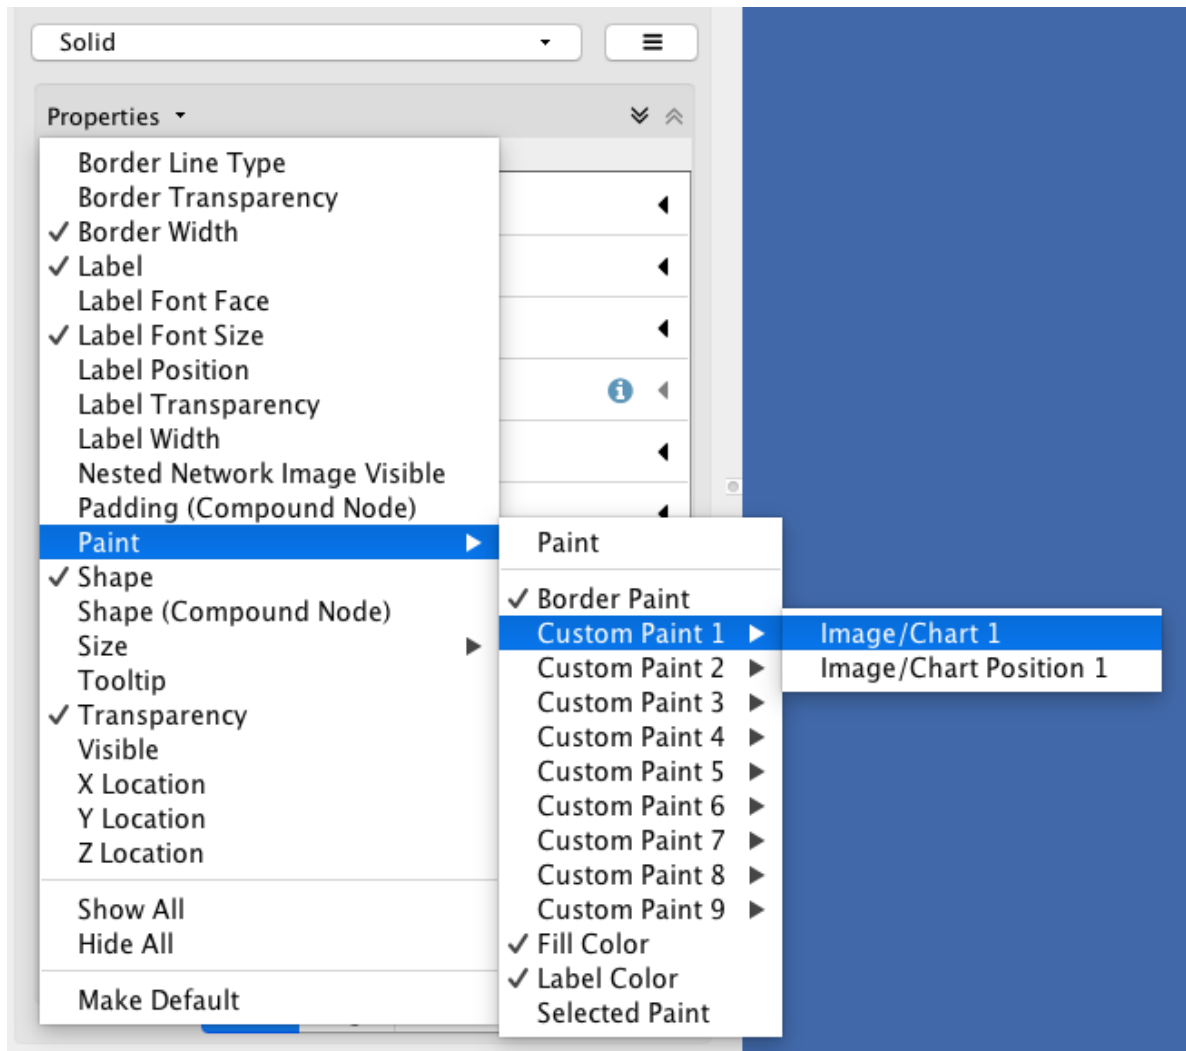 Solid
Properties
Border Line Type
Border Transparency
Border Width
Label
Label Font Face
Label Font Size
Label Position
Label Transparency
Label Width
Nested Network Image Visible
Padding (Compound Node)
Paint
Shape
Shape (Compound Node)
Size
Tooltip
Transparency
Visible
X Location
Y Location
Z Location
Show All
Hide All
Make Default
Paint
Border Paint
Custom Paint 1
Custom Paint 2
Custom Paint 3
Custom Paint 4
Custom Paint 5
Custom Paint 6
Custom Paint 7
Custom Paint 8
Custom Paint 9
Fill Color
Label Color
Selected Paint
Image/Chart 1
Image/Chart Position 1